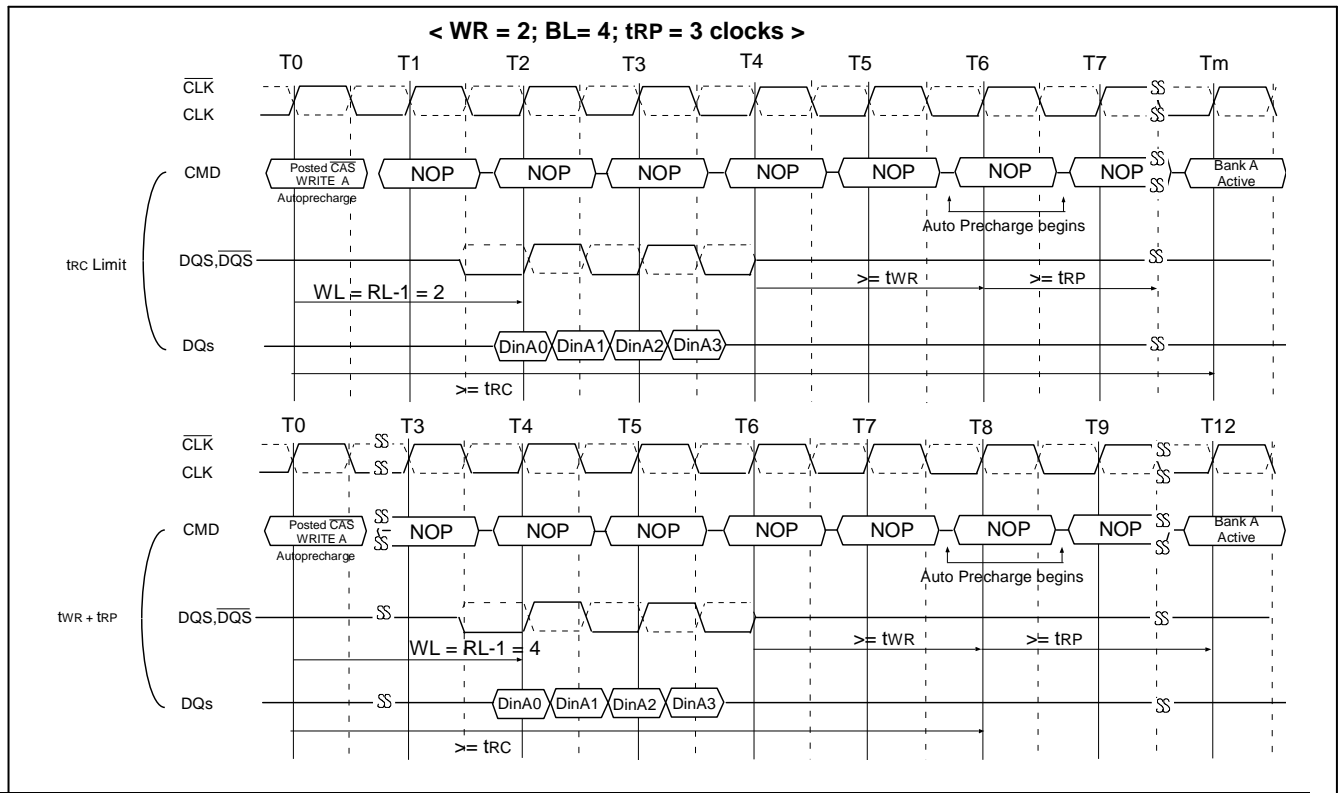 < WR = 2; BL= 4; tRP = 3 clocks >
T0 T1 T2 T3 T4 T5 T6 T7 Tm
CLK
CLK
CMD
Posted CAS
WRITE A
Autoprecharge
NOP NOP NOP NOP NOP NOP NOP
Bank A
Active
Auto Precharge begins
tRC Limit
DQS,DQS
>= tWR >= tRP
WL = RL-1 = 2
DQs
DinA0 DinA1 DinA2 DinA3
>= tRC
T0 T3 T4 T5 T6 T7 T8 T9 T12
CLK
CLK
CMD
Posted CAS
WRITE A
Autoprecharge
NOP NOP NOP NOP NOP NOP NOP
Bank A
Active
Auto Precharge begins
tWR + tRP
DQS,DQS
>= tWR >= tRP
WL = RL-1 = 4
DQs
DinA0 DinA1 DinA2 DinA3
>= tRC